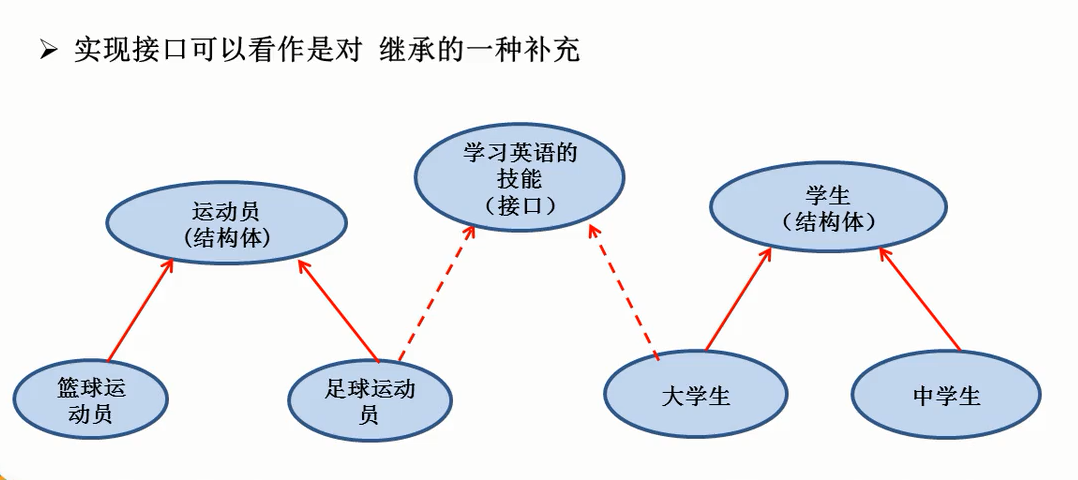 ➢ 实现接口可以看作是对 继承的一种补充
学习英语的
技能
（接口）
运动员
(结构体)
学生
（结构体）
篮球运
动员
足球运动
员
大学生
中学生